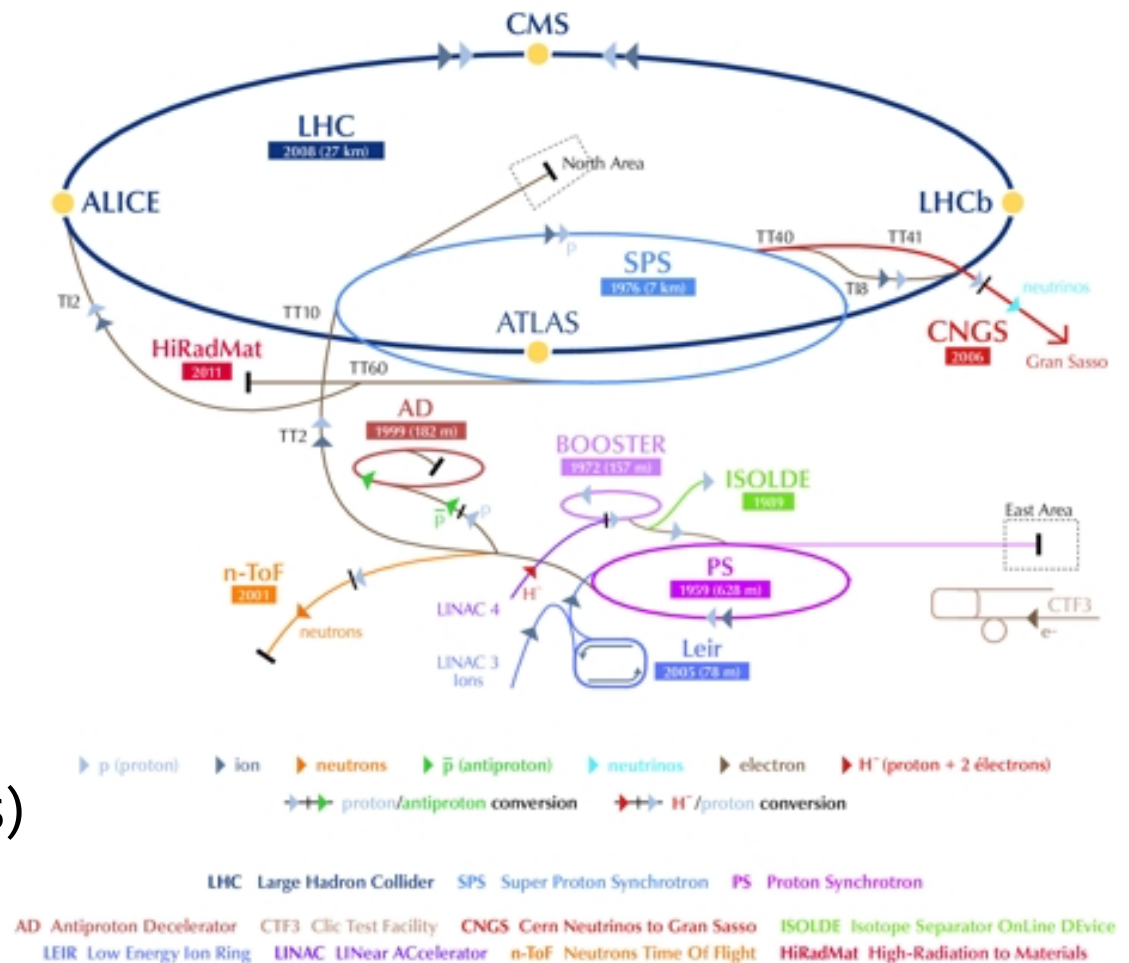 CMS
LHC
2008 (27 km)
North Area
ALICE
LHCb
TT40
TT41
SPS
1976 (7 km)
p
TI2
TI8
neutrinos
TT10
ATLAS
CNGS
2006
Gran Sasso
HiRadMat
2011
TT60
AD
1999 (182 m)
TT2
BOOSTER
1972 (157 m)
ISOLDE
1989
p̄
p
East Area
n-ToF
2001
PS
1959 (628 m)
H⁻
LINAC 4
CTF3
e-
neutrons
LINAC 3
Ions
Leir
2005 (78 m)
p (proton) ion neutrons p̄ (antiproton) neutrinos electron H⁻ (proton + 2 électrons)
proton/antiproton conversion H⁻/proton conversion
s)
LHC Large Hadron Collider SPS Super Proton Synchrotron PS Proton Synchrotron
AD Antiproton Decelerator CTF3 Clic Test Facility CNGS Cern Neutrinos to Gran Sasso ISOLDE Isotope Separator OnLine DEvice
LEIR Low Energy Ion Ring LINAC LINear ACcelerator n-ToF Neutrons Time Of Flight HiRadMat High-Radiation to Materials